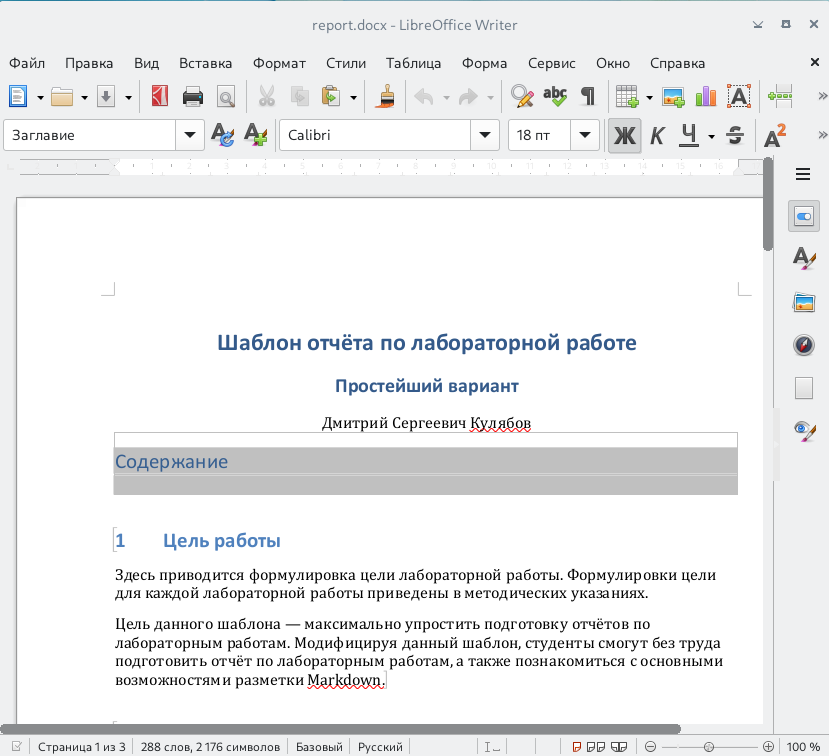 report.docx - LibreOffice Writer
Файл Правка Вид Вставка Формат Стили Таблица Форма Сервис Окно Справка
abc
Заглавие Calibri 18 пт Ж К Ч S A2
Шаблон отчёта по лабораторной работе
Простейший вариант
Дмитрий Сергеевич Кулябов
Содержание
1 Цель работы
Здесь приводится формулировка цели лабораторной работы. Формулировки цели
для каждой лабораторной работы приведены в методических указаниях.
Цель данного шаблона — максимально упростить подготовку отчётов по
лабораторным работам. Модифицируя данный шаблон, студенты смогут без труда
подготовить отчёт по лабораторным работам, а также познакомиться с основными
возможностями разметки Markdown.
Страница 1 из 3 288 слов, 2 176 символов Базовый Русский 100 %